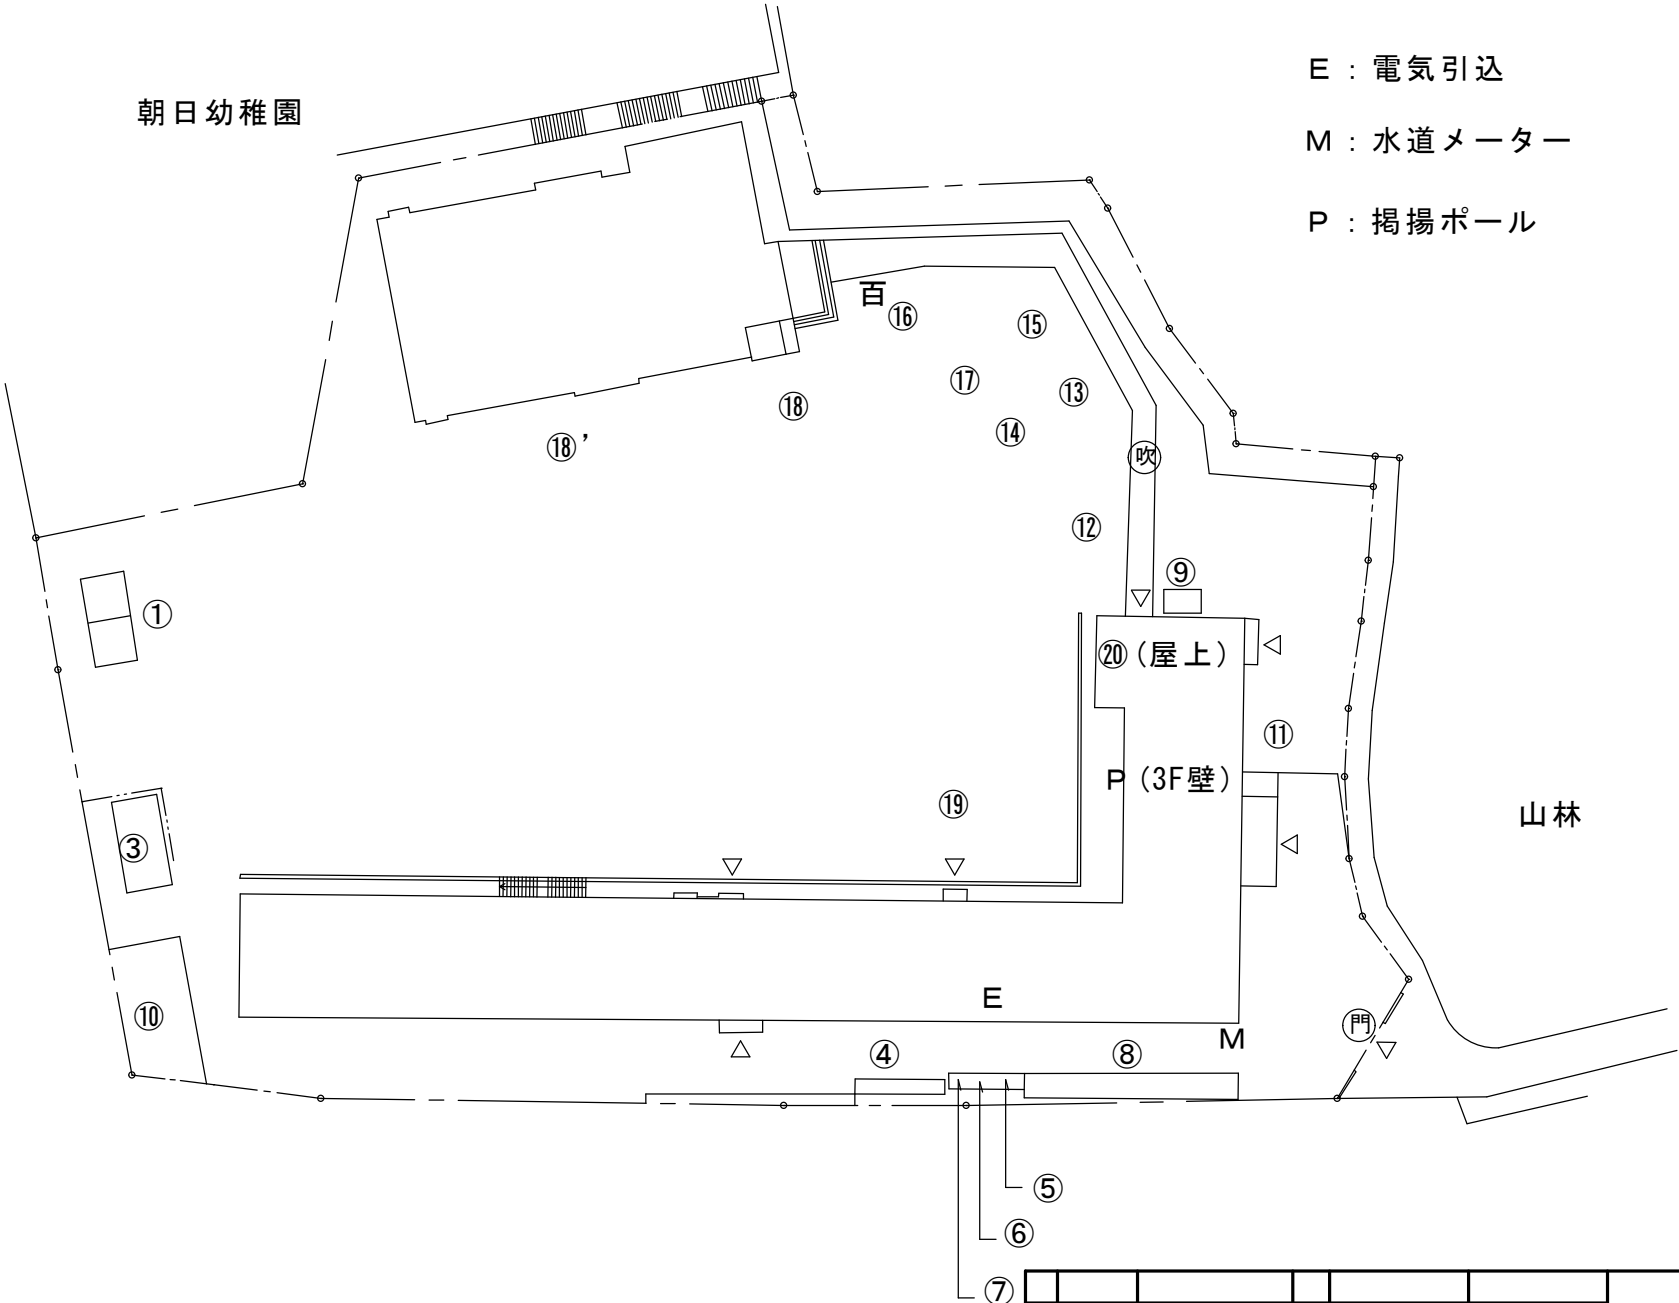 E : 電気引込
朝日幼稚園
M : 水道メーター
P : 掲揚ポール
百
⑯
⑮
⑰
⑬
⑱
⑭
⑱’
吹
⑫
⑨
①
⑳(屋上)
⑪
P(3F壁)
⑲
山林
③
E
⑩
門
M
④
⑧
⑤
⑥
⑦